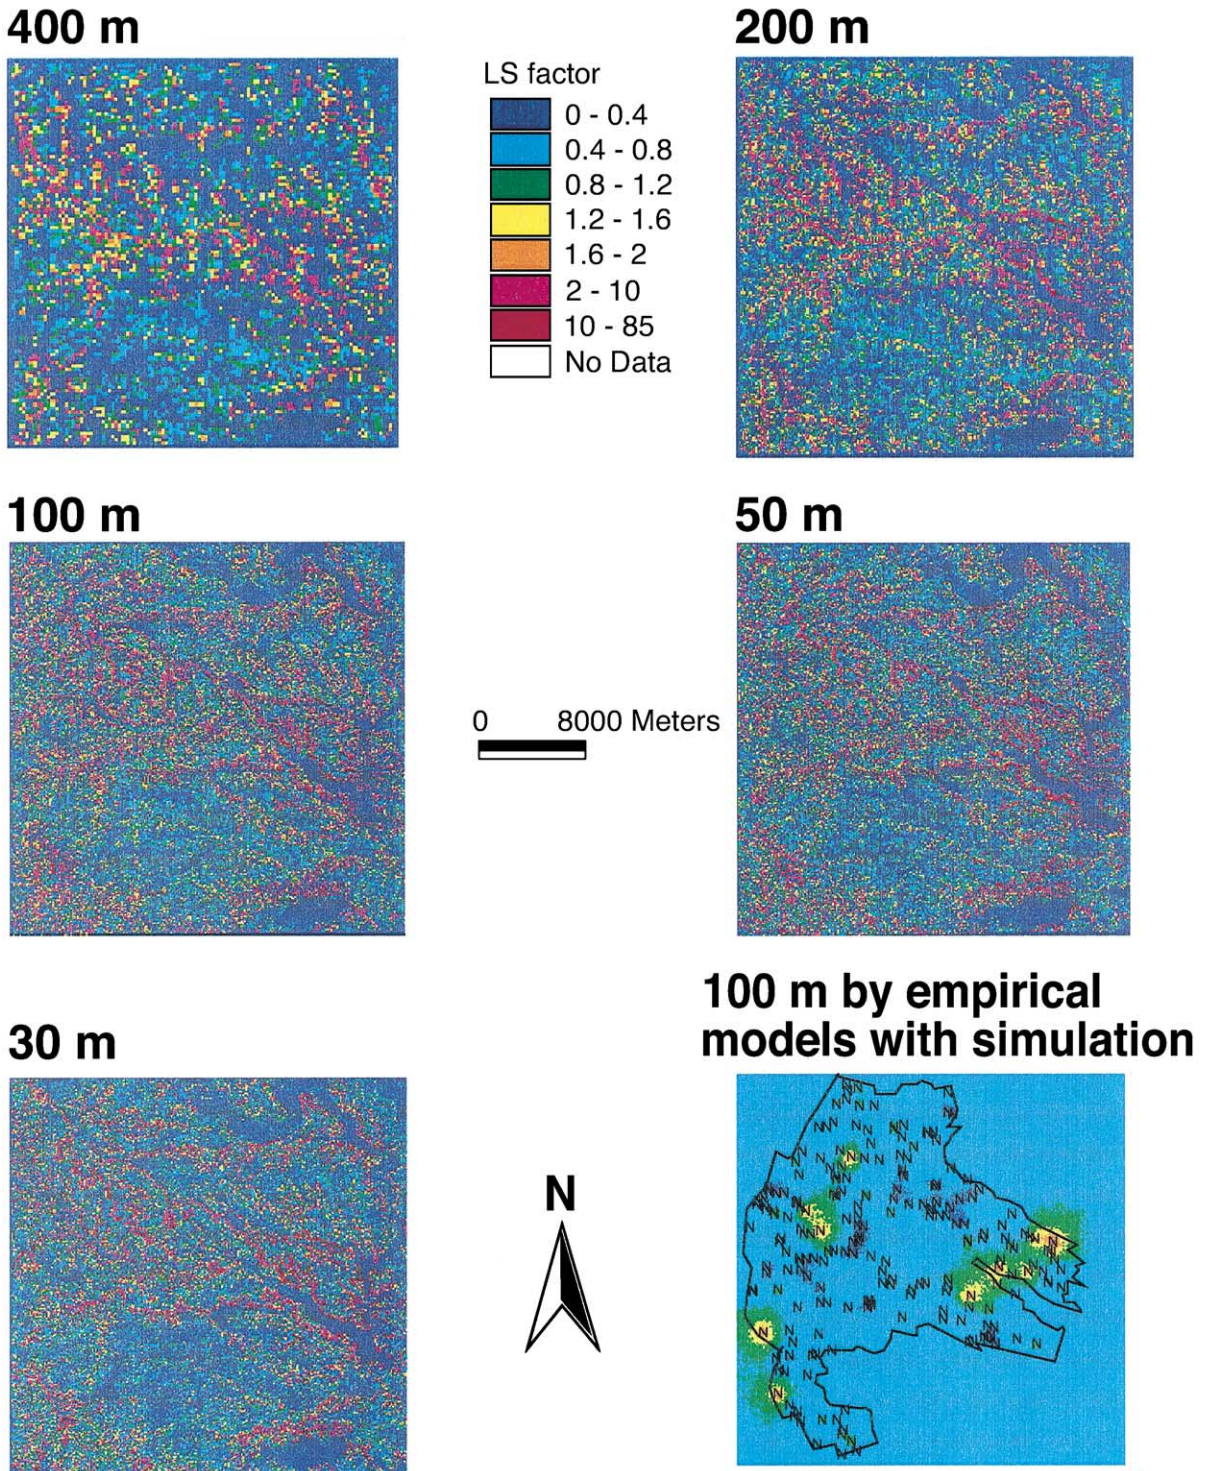 400 m
200 m
LS factor
0 - 0.4
0.4 - 0.8
0.8 - 1.2
1.2 - 1.6
1.6 - 2
2 - 10
10 - 85
No Data
100 m
50 m
0 8000 Meters
30 m
100 m by empirical
models with simulation
N